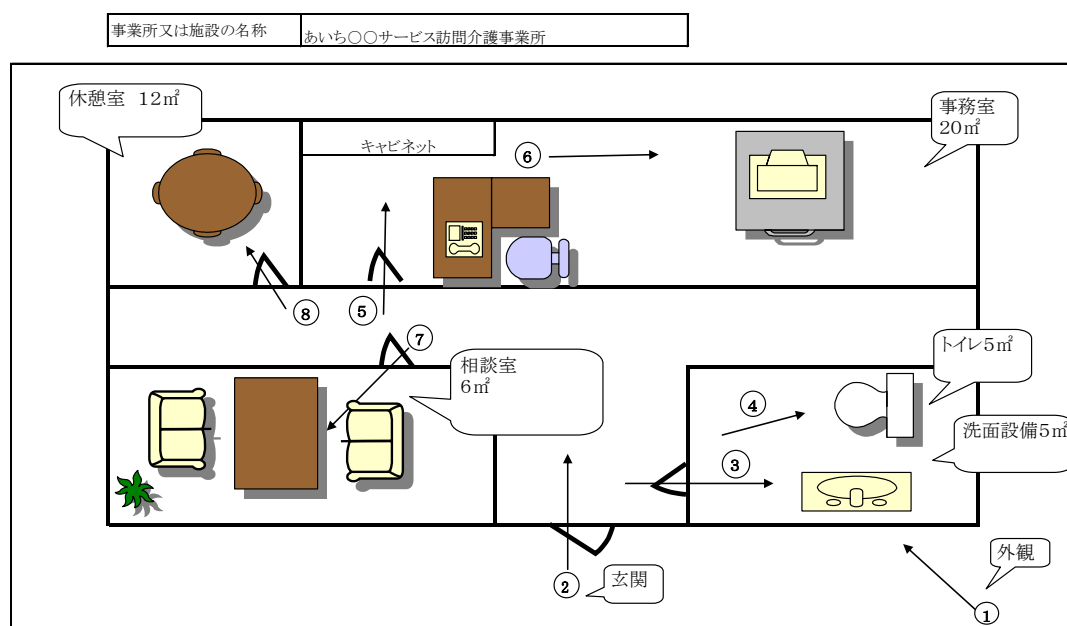 事業所又は施設の名称
あいち○○サービス訪問介護事業所
休憩室 12㎡
事務室
20㎡
キャビネット
⑥
⑧
⑤
⑦
相談室
6㎡
トイレ5㎡
④
洗面設備5㎡
③
外観
②
玄関
①